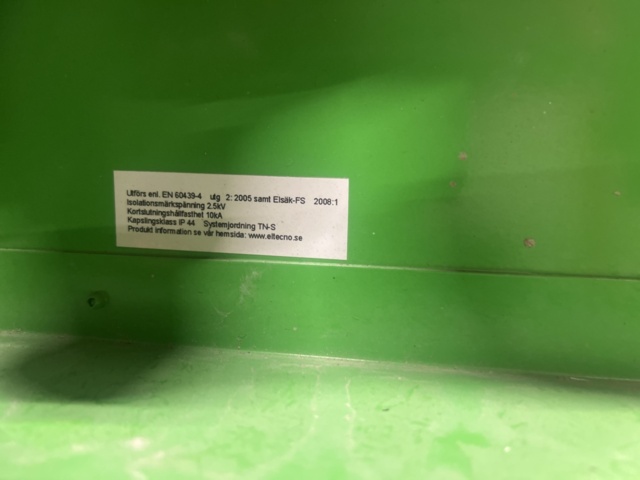 Utförs enl. EN 60439-4 utg 2: 2005 samt Elsäk-FS 2008:1
Isolationsmärkspänning 2.5kV
Kortslutningshållfasthet 10kA
Kapslingsklass IP 44 Systemjordning TN-S
Produkt information se vår hemsida: www.eltecno.se